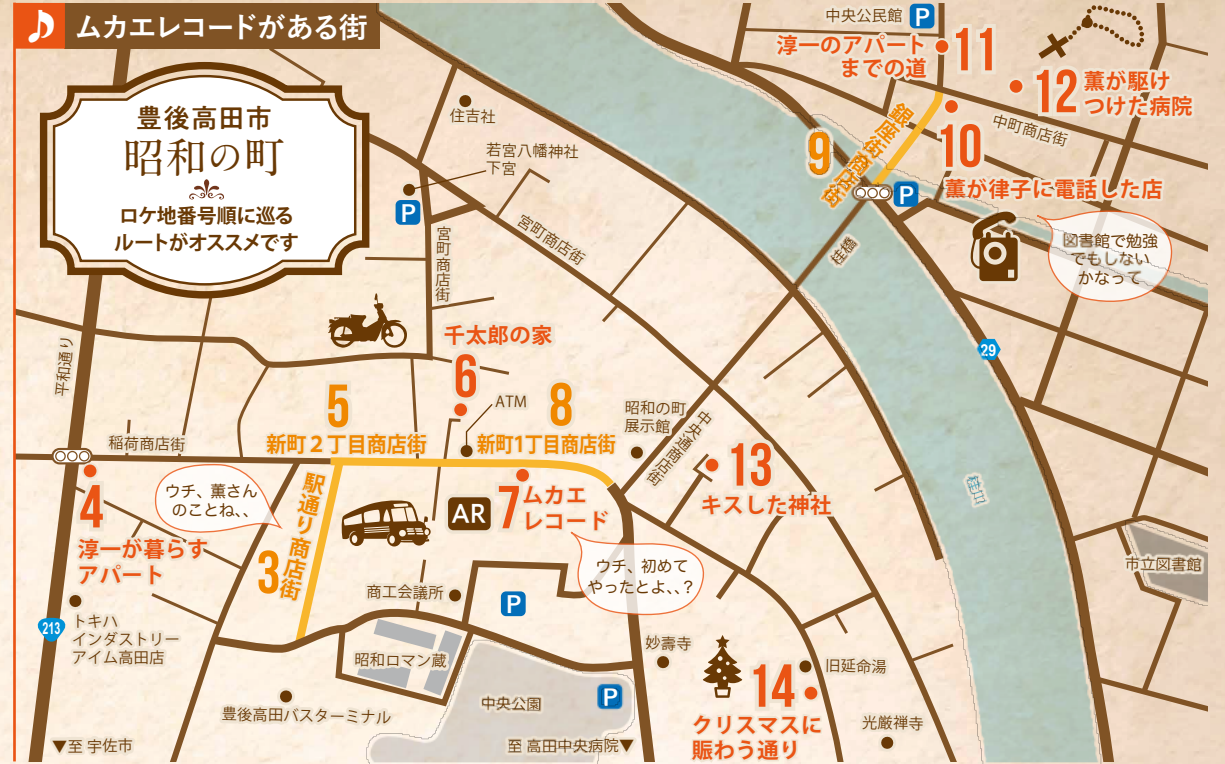 ムカエレコードがある街
豊後高田市
昭和の町
ロケ地番号順に巡る
ルートがオススメです
住吉社
若宮八幡神社
下宮
P
宮町商店街
宮町商店街
中央公民館 P
淳一のアパート
までの道
11
12
薫が駆け
つけた病院
中町商店街
10
薫が律子に電話した店
9
銀座街商店街
P
図書館で勉強
でもしない
かなって
桂橋
29
桂川
平和通り
千太郎の家
6
ATM
5
新町2丁目商店街
8
新町1丁目商店街
昭和の町
展示館
中央通商店街
13
キスした神社
稲荷商店街
4
淳一が暮らす
アパート
ウチ、薫さん
のことね、、
駅通り商店街
3
AR
7
ムカエ
レコード
ウチ、初めて
やったとよ、、?
商工会議所
P
市立図書館
213
トキハ
インダストリー
アイム高田店
昭和ロマン蔵
豊後高田バスターミナル
中央公園
P
妙壽寺
旧延命湯
14
クリスマスに
賑わう通り
光厳禅寺
▼至 宇佐市
至 高田中央病院▼